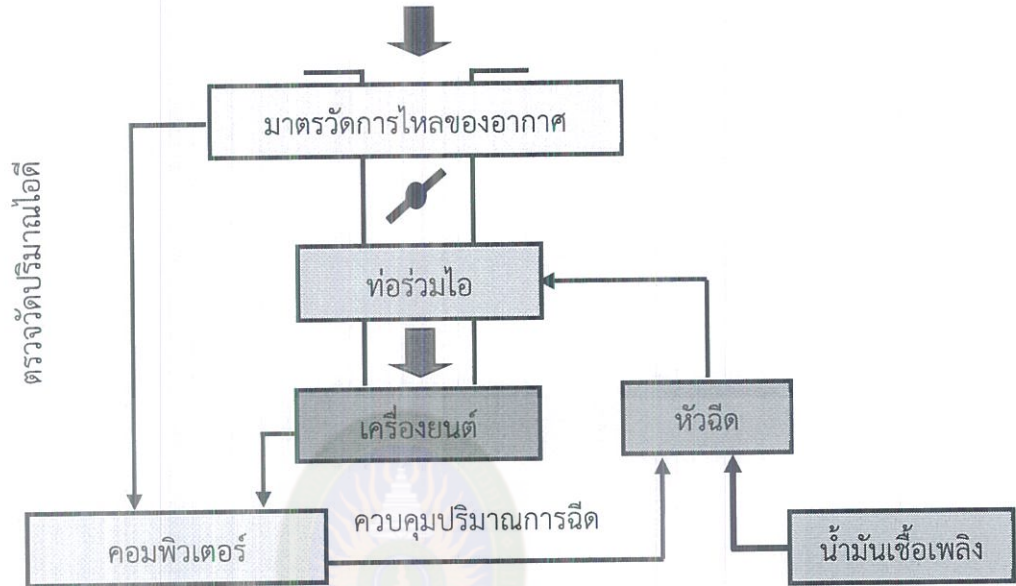 มาตรวัดการไหลของอากาศ
ตรวจวัดปริมาณไอดี
ท่อร่วมไอ
เครื่องยนต์
หัวฉีด
ควบคุมปริมาณการฉีด
คอมพิวเตอร์
น้ำมันเชื้อเพลิง